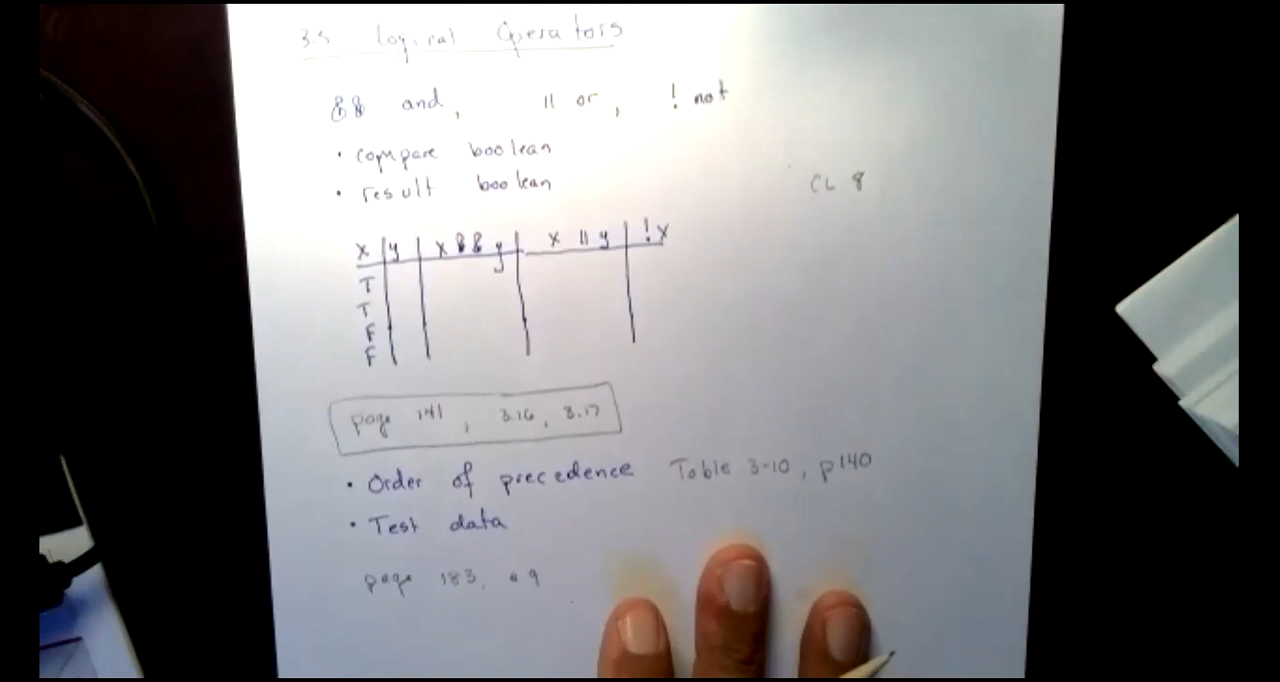 3.5 Logical Operators
&& and, || or, ! not
• compare boolean
• result boolean
CL 8
x y x && y x || y !x
T
T
F
F
page 141, 3.16, 3.17
• Order of precedence Table 3-10, p140
• Test data
page 183, 9